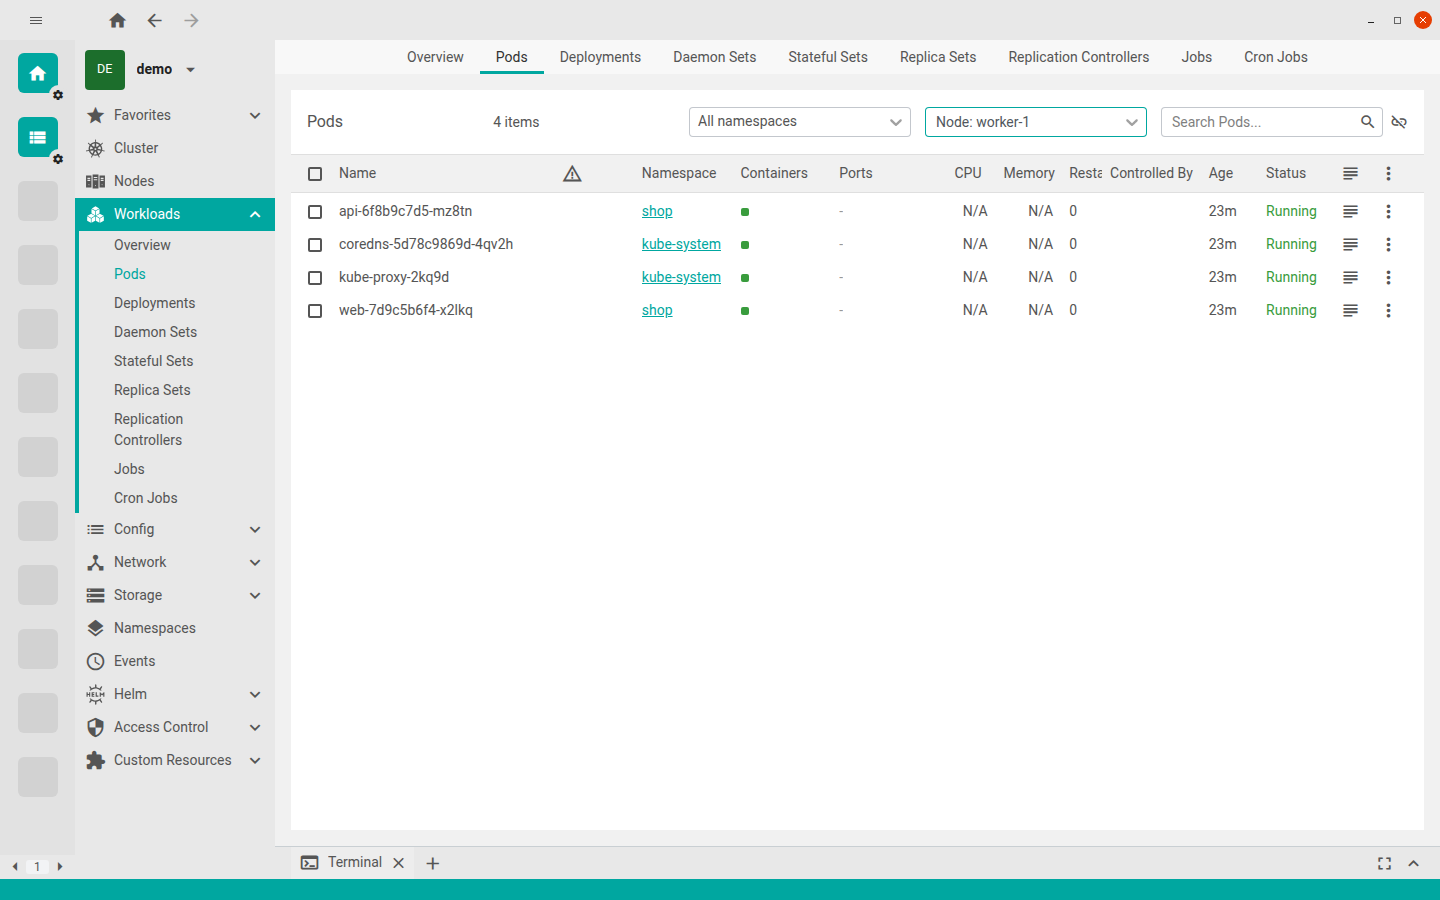 DE
demo
Favorites
Cluster
Nodes
Workloads
Overview
Pods
Deployments
Daemon Sets
Stateful Sets
Replica Sets
Replication
Controllers
Jobs
Cron Jobs
Config
Network
Storage
Namespaces
Events
HELM
Helm
Access Control
Custom Resources
1
Overview Pods Deployments Daemon Sets Stateful Sets Replica Sets Replication Controllers Jobs Cron Jobs
Pods 4 items All namespaces Node: worker-1 Search Pods...
Name Namespace Containers Ports CPU Memory Resta Controlled By Age Status
api-6f8b9c7d5-mz8tn shop - N/A N/A 0 23m Running
coredns-5d78c9869d-4qv2h kube-system - N/A N/A 0 23m Running
kube-proxy-2kq9d kube-system - N/A N/A 0 23m Running
web-7d9c5b6f4-x2lkq shop - N/A N/A 0 23m Running
Terminal